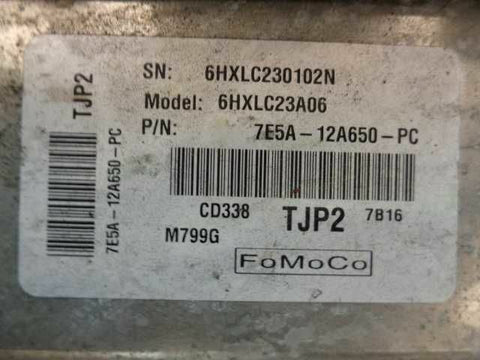 SN: 6HXLC230102N
Model: 6HXLC23A06
P/N: 7E5A-12A650-PC
CD338 TJP2 7B16
M799G
FoMoCo
TJP2
7E5A-12A650-PC